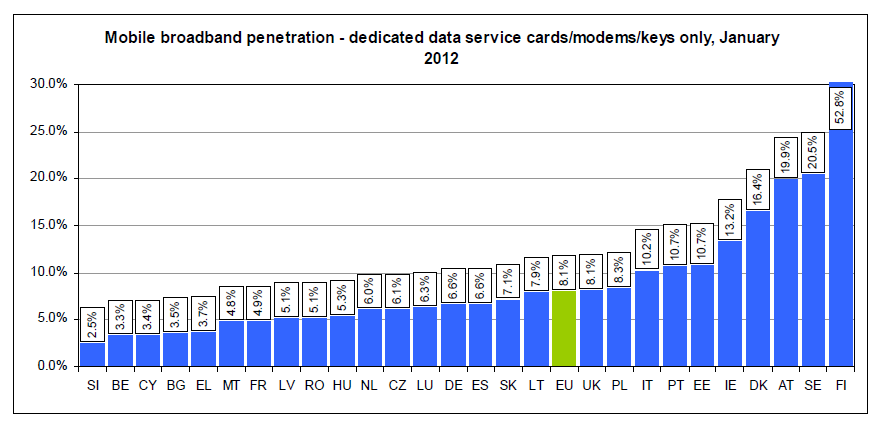 Mobile broadband penetration - dedicated data service cards/modems/keys only, January
2012
30.0%
25.0%
20.0%
15.0%
10.0%
5.0%
0.0%
2.5% 3.3% 3.4% 3.5% 3.7% 4.8% 4.9% 5.1% 5.1% 5.3% 6.0% 6.1% 6.3% 6.6% 6.6% 7.1% 7.9% 8.1% 8.1% 8.3% 10.2% 10.7% 10.7% 13.2% 16.4% 19.9% 20.5% 52.8%
SI BE CY BG EL MT FR LV RO HU NL CZ LU DE ES SK LT EU UK PL IT PT EE IE DK AT SE FI